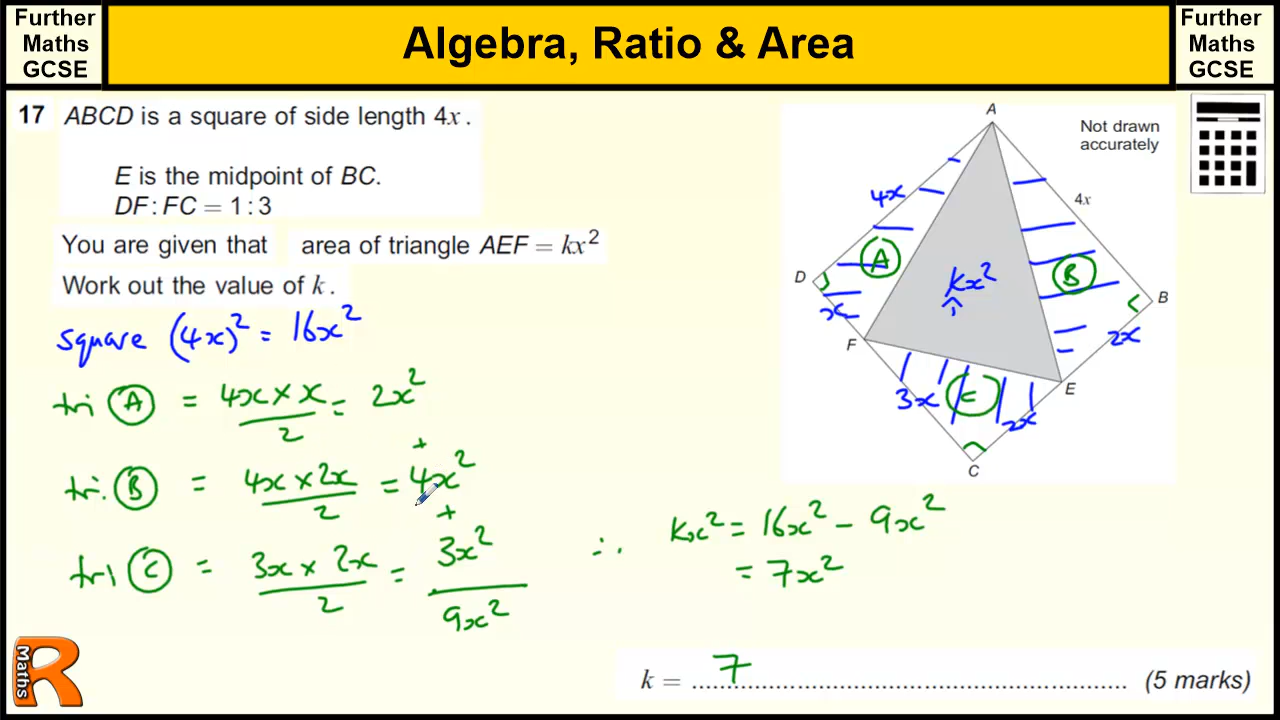 Further Maths GCSE
Algebra, Ratio & Area
Further Maths GCSE
17 ABCD is a square of side length 4x.
E is the midpoint of BC.
DF : FC = 1 : 3
You are given that area of triangle AEF = kx²
Work out the value of k.
square (4x)² = 16x²
tri Ⓐ = 4x × x / 2 = 2x²
+
tri. Ⓑ = 4x × 2x / 2 = 4x²
+
tri Ⓒ = 3x × 2x / 2 = 3x²
9x²
A
Not drawn
accurately
4x
4x
D
Ⓐ
kx²
Ⓑ
B
x
2x
F
E
3x
Ⓒ
2x
C
∴ kx² = 16x² − 9x²
= 7x²
k = 7 (5 marks)
R Maths